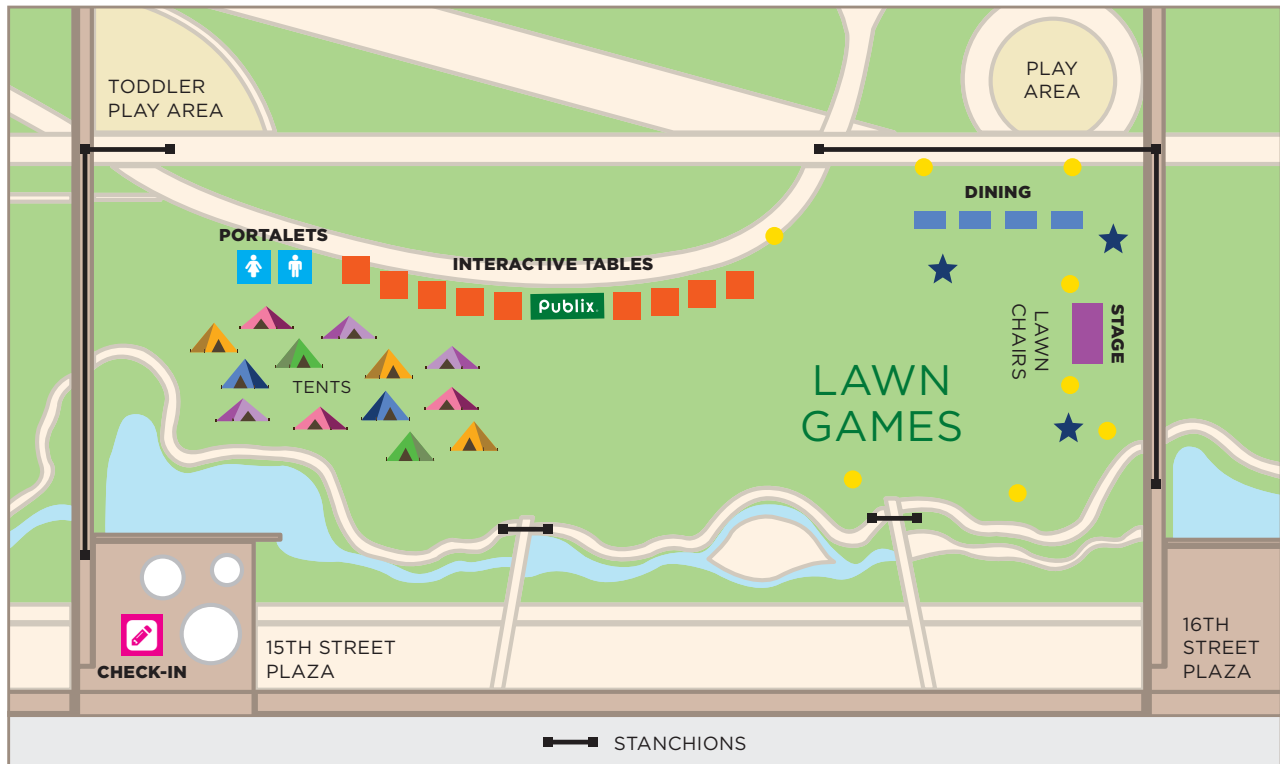 TODDLER
PLAY AREA
PLAY
AREA
DINING
PORTALETS
INTERACTIVE TABLES
Publix.
STAGE
LAWN
CHAIRS
TENTS
LAWN
GAMES
CHECK-IN
15TH STREET
PLAZA
16TH
STREET
PLAZA
STANCHIONS